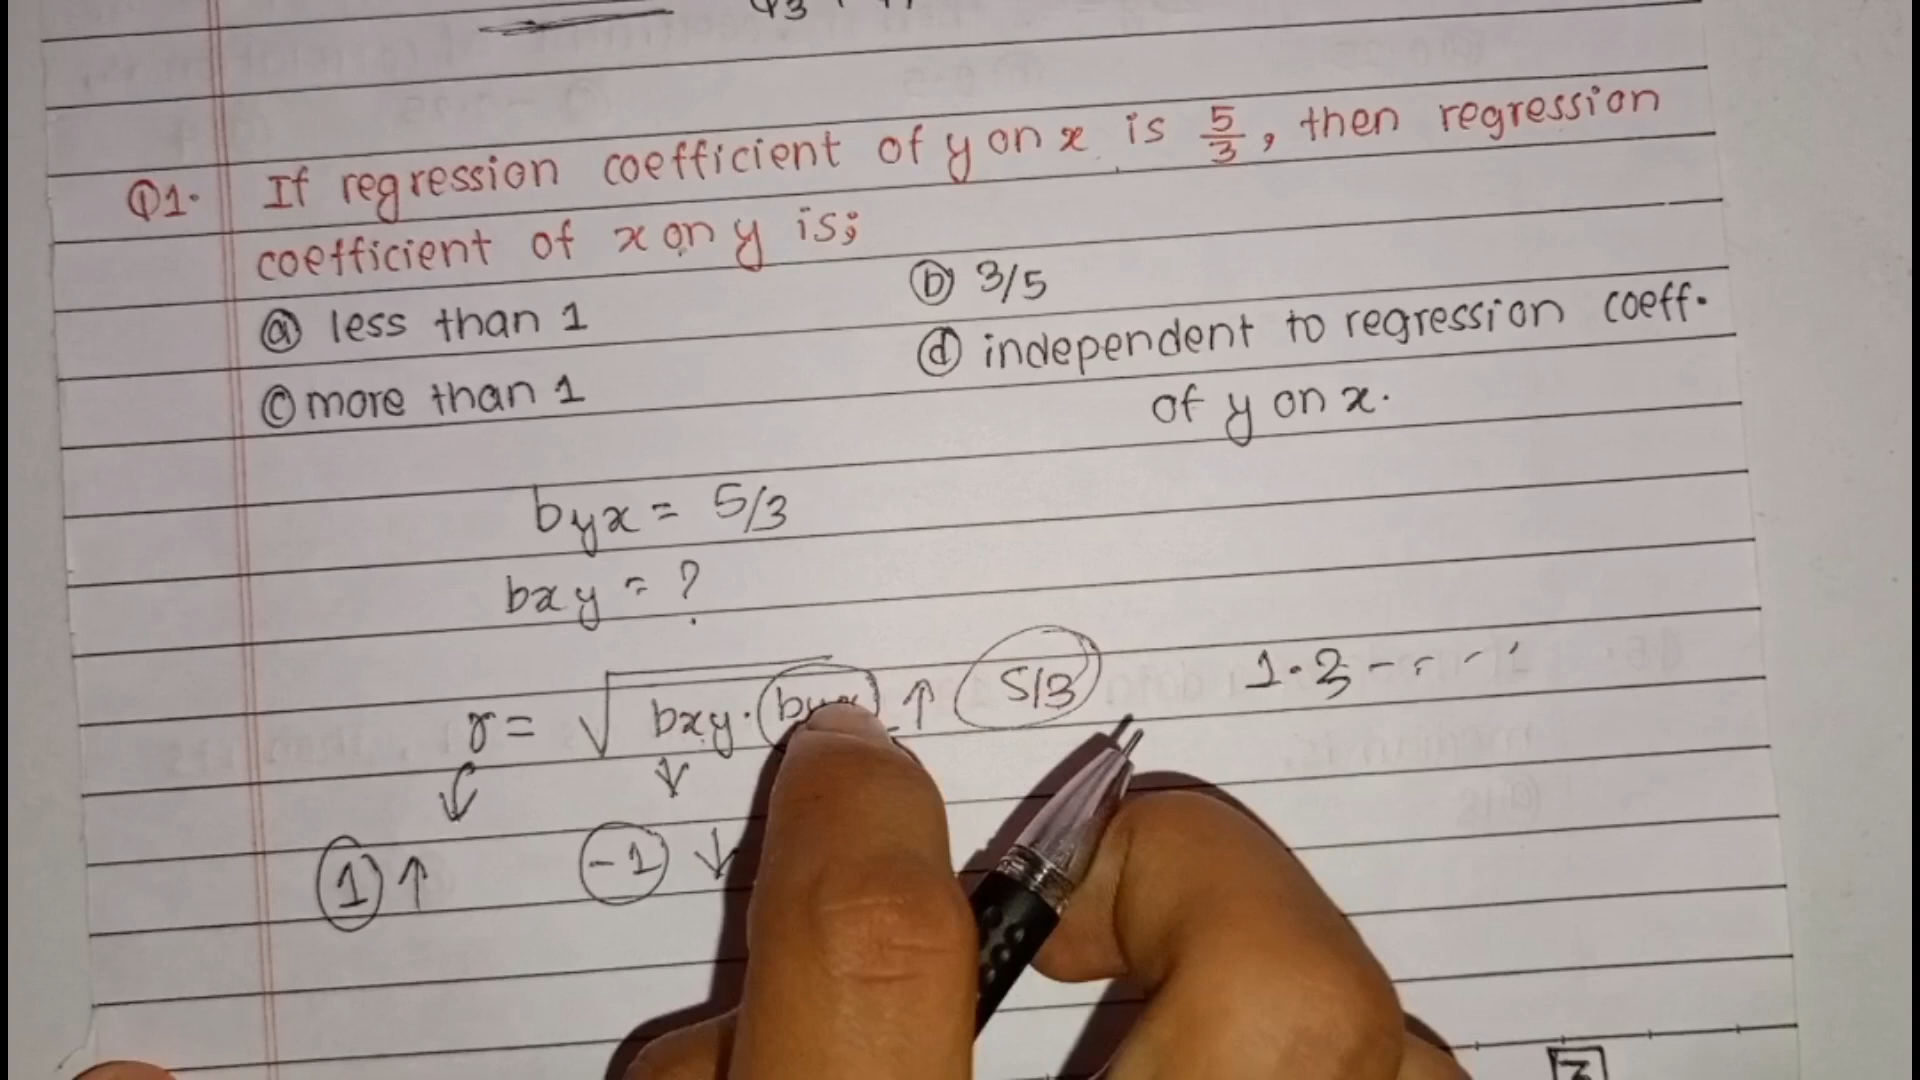 Q1. If regression coefficient of y on x is 5/3, then regression
coefficient of x on y is;
(a) less than 1
(b) 3/5
(c) more than 1
(d) independent to regression coeff.
of y on x.
byx = 5/3
bxy = ?
r = √bxy . byx ↑ 5/3 1.3 - - - -
1 ↑ -1 ↓